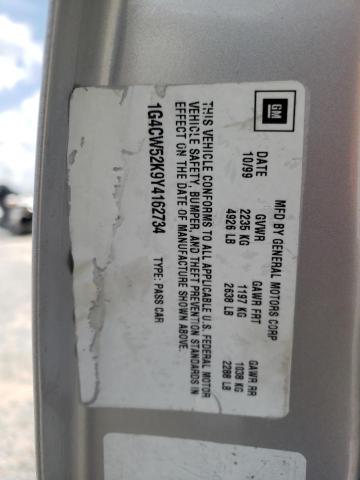 GM
MFD BY GENERAL MOTORS CORP
DATE GVWR GAWR FRT GAWR RR
10/99 2235 KG 1197 KG 1038 KG
4926 LB 2638 LB 2288 LB
THIS VEHICLE CONFORMS TO ALL APPLICABLE U.S. FEDERAL MOTOR
VEHICLE SAFETY, BUMPER, AND THEFT PREVENTION STANDARDS IN
EFFECT ON THE DATE OF MANUFACTURE SHOWN ABOVE.
1G4CW52K9Y4162734 TYPE: PASS CAR